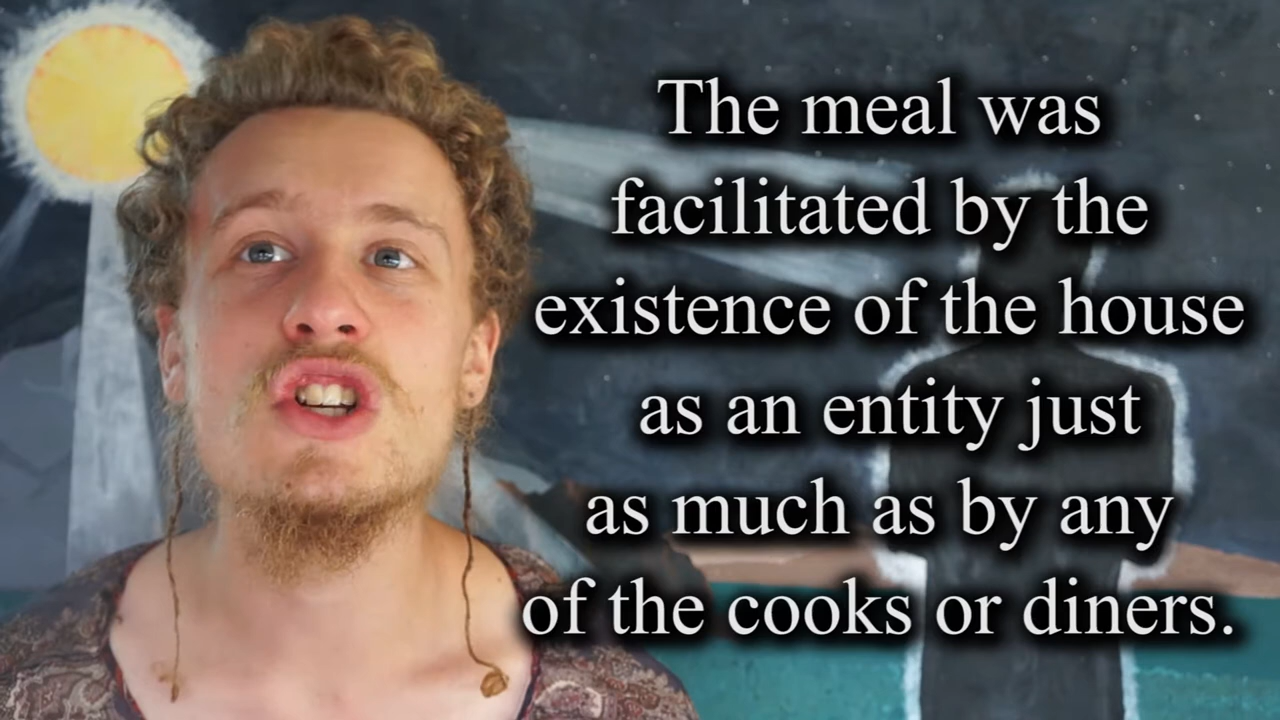 The meal was
facilitated by the
existence of the house
as an entity just
as much as by any
of the cooks or diners.